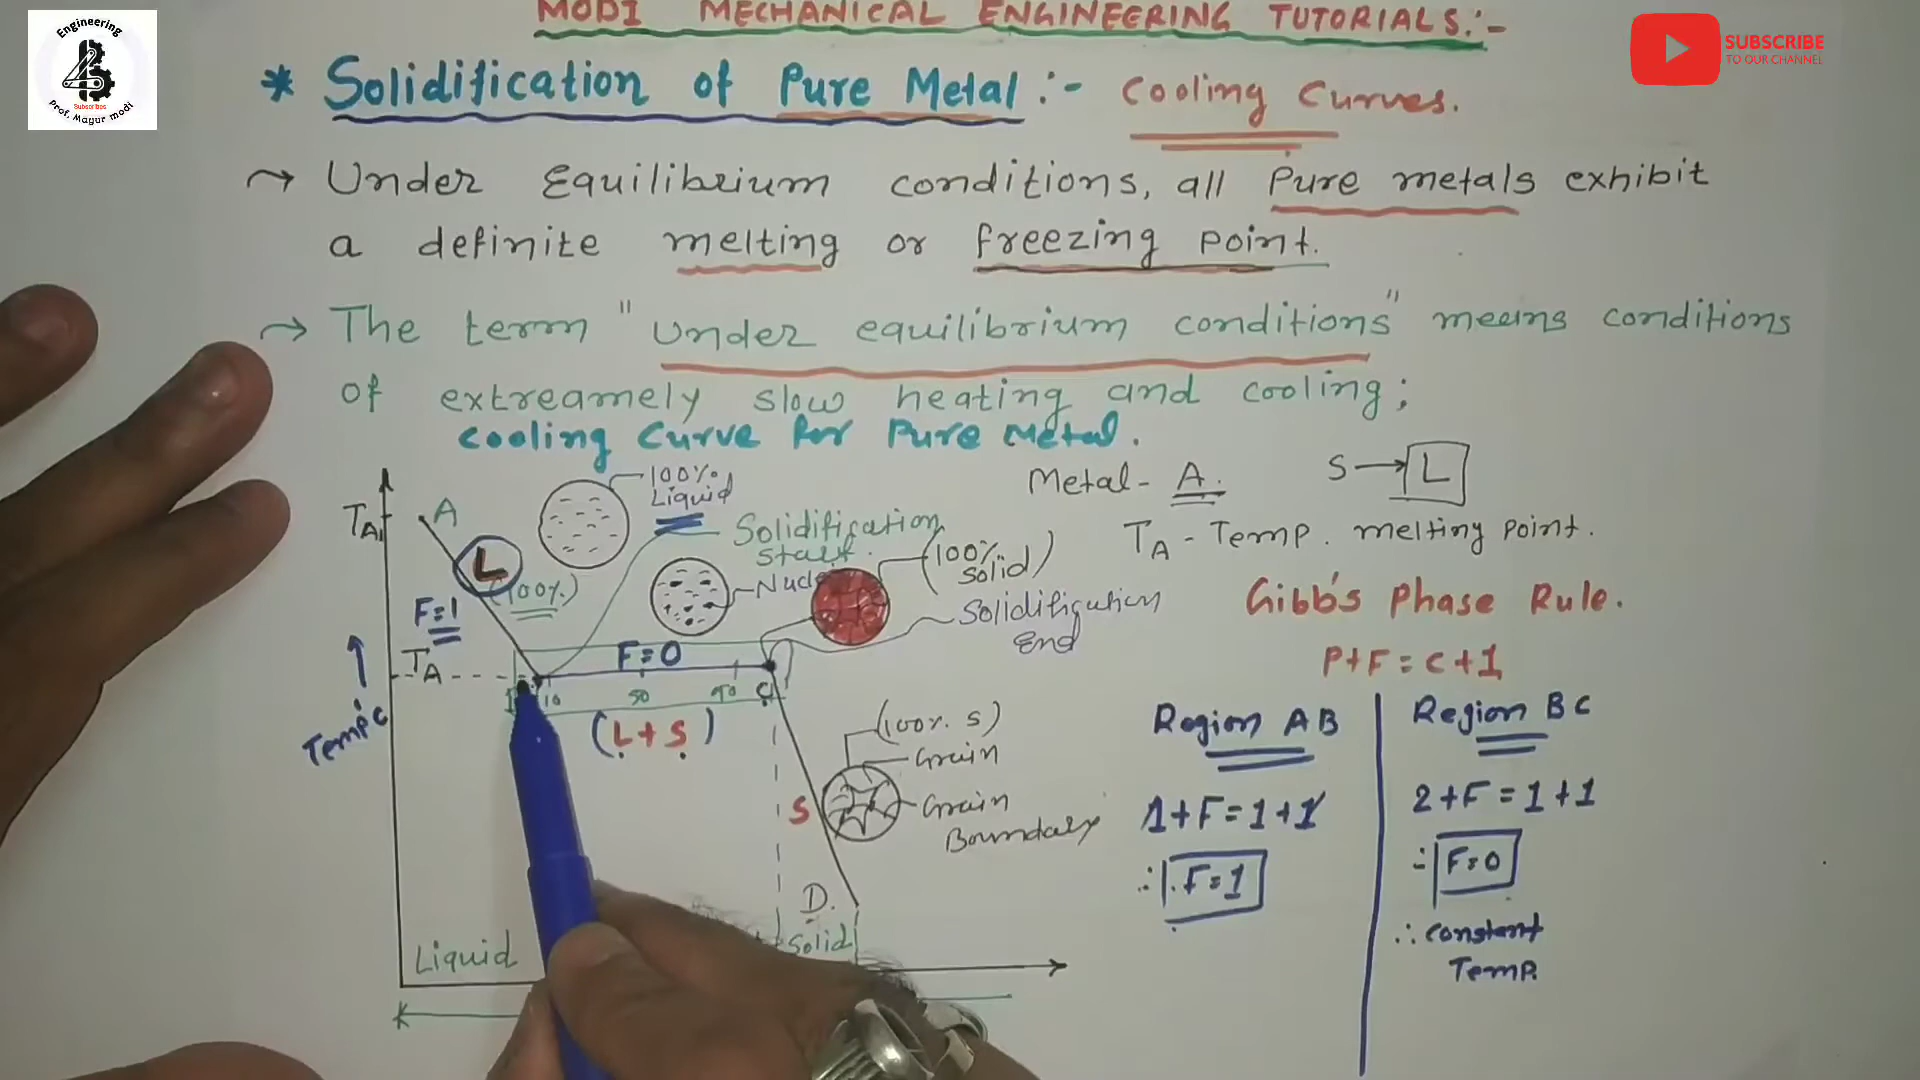 MODI MECHANICAL ENGINEERING TUTORIALS:-
Engineering
Subscribes
Prof. Mayur modi
SUBSCRIBE
TO OUR CHANNEL
* Solidification of Pure Metal :- Cooling Curves.
→ Under Equilibrium conditions, all Pure metals exhibit
a definite melting or freezing point.
→ The term "Under equilibrium conditions" means conditions
of extreamely slow heating and cooling;
Cooling Curve for Pure Metal.
TA1
A
L
(100%)
F=1
TA
Temp°C
100%
Liquid
Solidification
Start.
(100% Solid)
Solidification
End
F=0
10
50
90
C
(L+S)
S
(100% S)
Grain
Grain
Boundary
D.
Liquid
Solid
Metal - A.
S → L
TA - Temp. melting point.
Gibb's Phase Rule.
P+F = C+1
Region AB
1+F=1+1
∴ F=1
Region BC
2+F=1+1
∴ F=0
∴ constant
Temp.